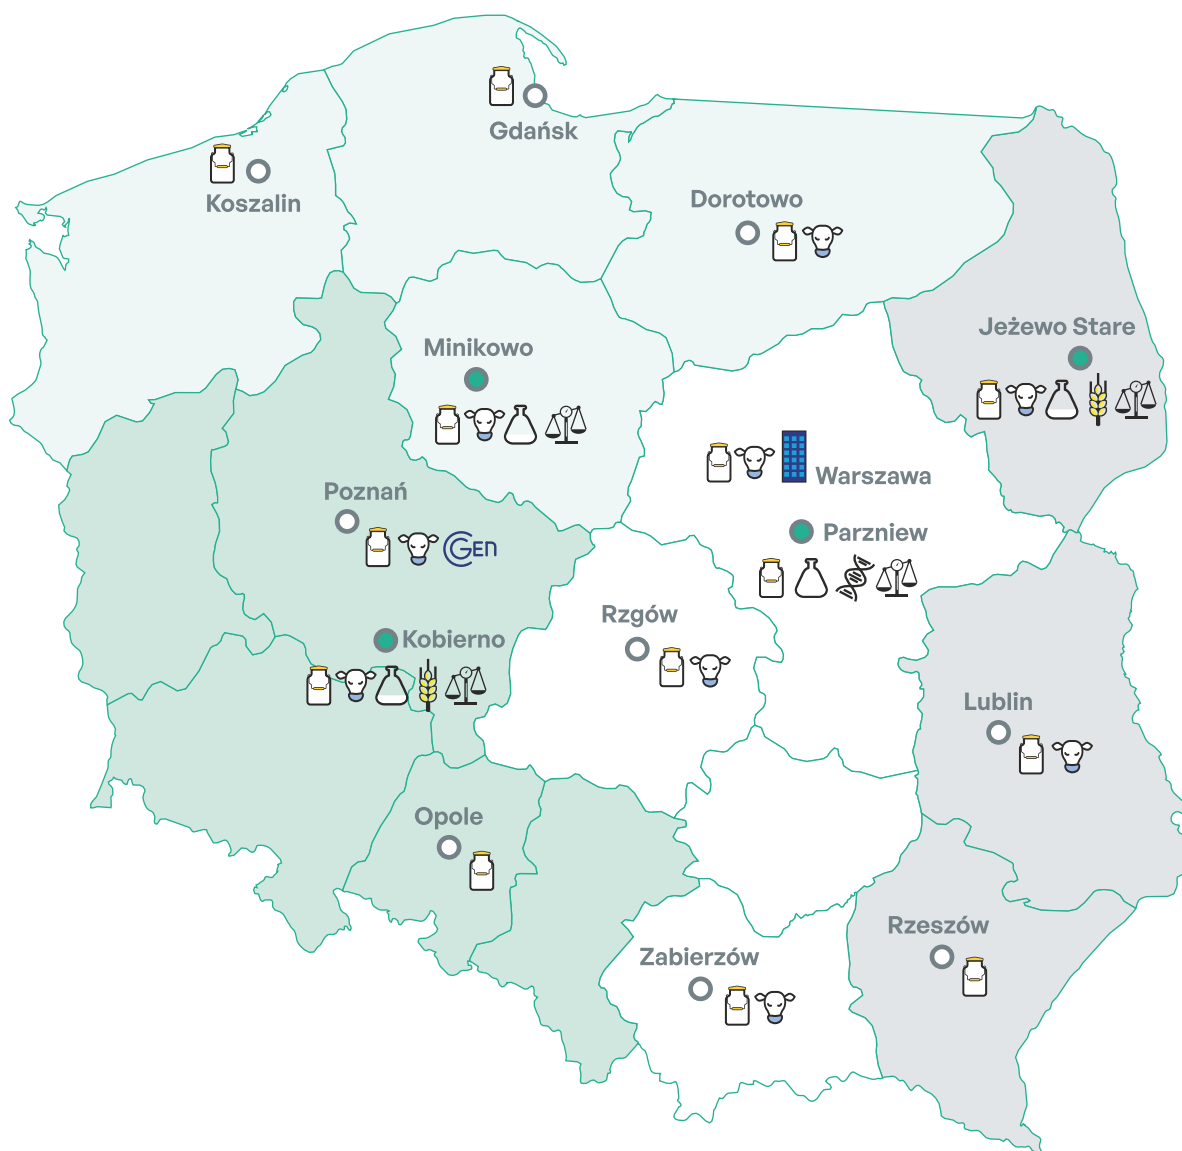 Gdańsk
Koszalin
Dorotowo
Jeżewo Stare
Minikowo
Warszawa
Poznań
Parzniew
GEN
Rzgów
Kobierno
Lublin
Opole
Rzeszów
Zabierzów